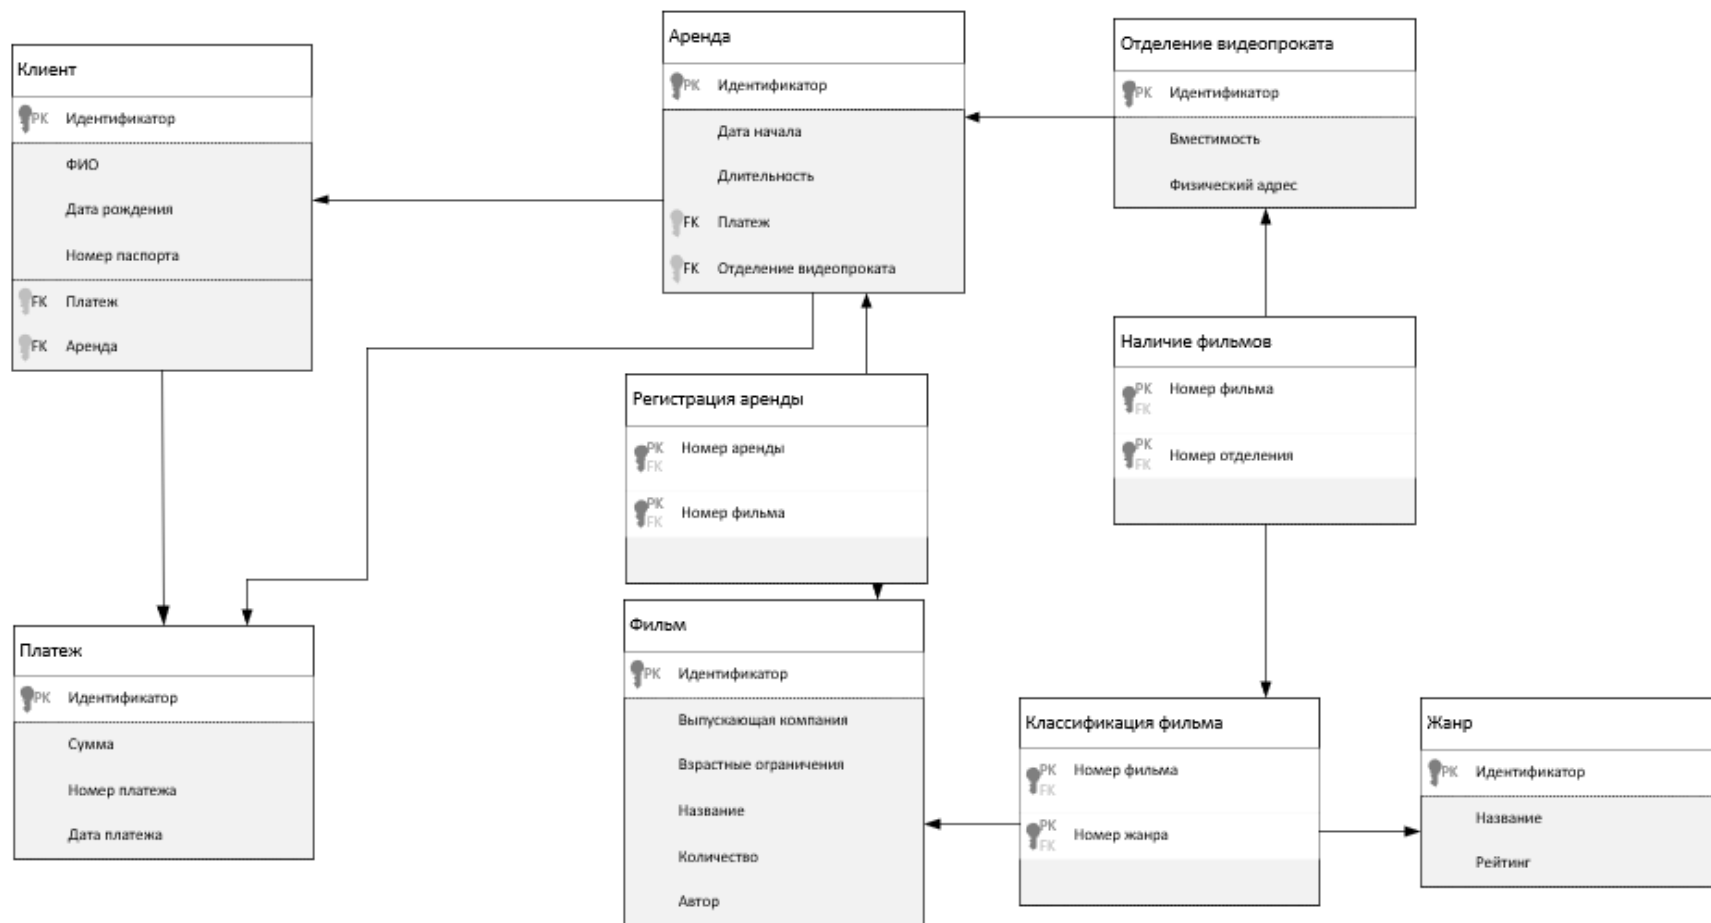 Клиент
PK Идентификатор
ФИО
Дата рождения
Номер паспорта
FK Платеж
FK Аренда
Аренда
PK Идентификатор
Дата начала
Длительность
FK Платеж
FK Отделение видеопроката
Отделение видеопроката
PK Идентификатор
Вместимость
Физический адрес
Регистрация аренды
PK
FK Номер аренды
PK
FK Номер фильма
Наличие фильмов
PK
FK Номер фильма
PK
FK Номер отделения
Платеж
PK Идентификатор
Сумма
Номер платежа
Дата платежа
Фильм
PK Идентификатор
Выпускающая компания
Взрастные ограничения
Название
Количество
Автор
Классификация фильма
PK
FK Номер фильма
PK
FK Номер жанра
Жанр
PK Идентификатор
Название
Рейтинг